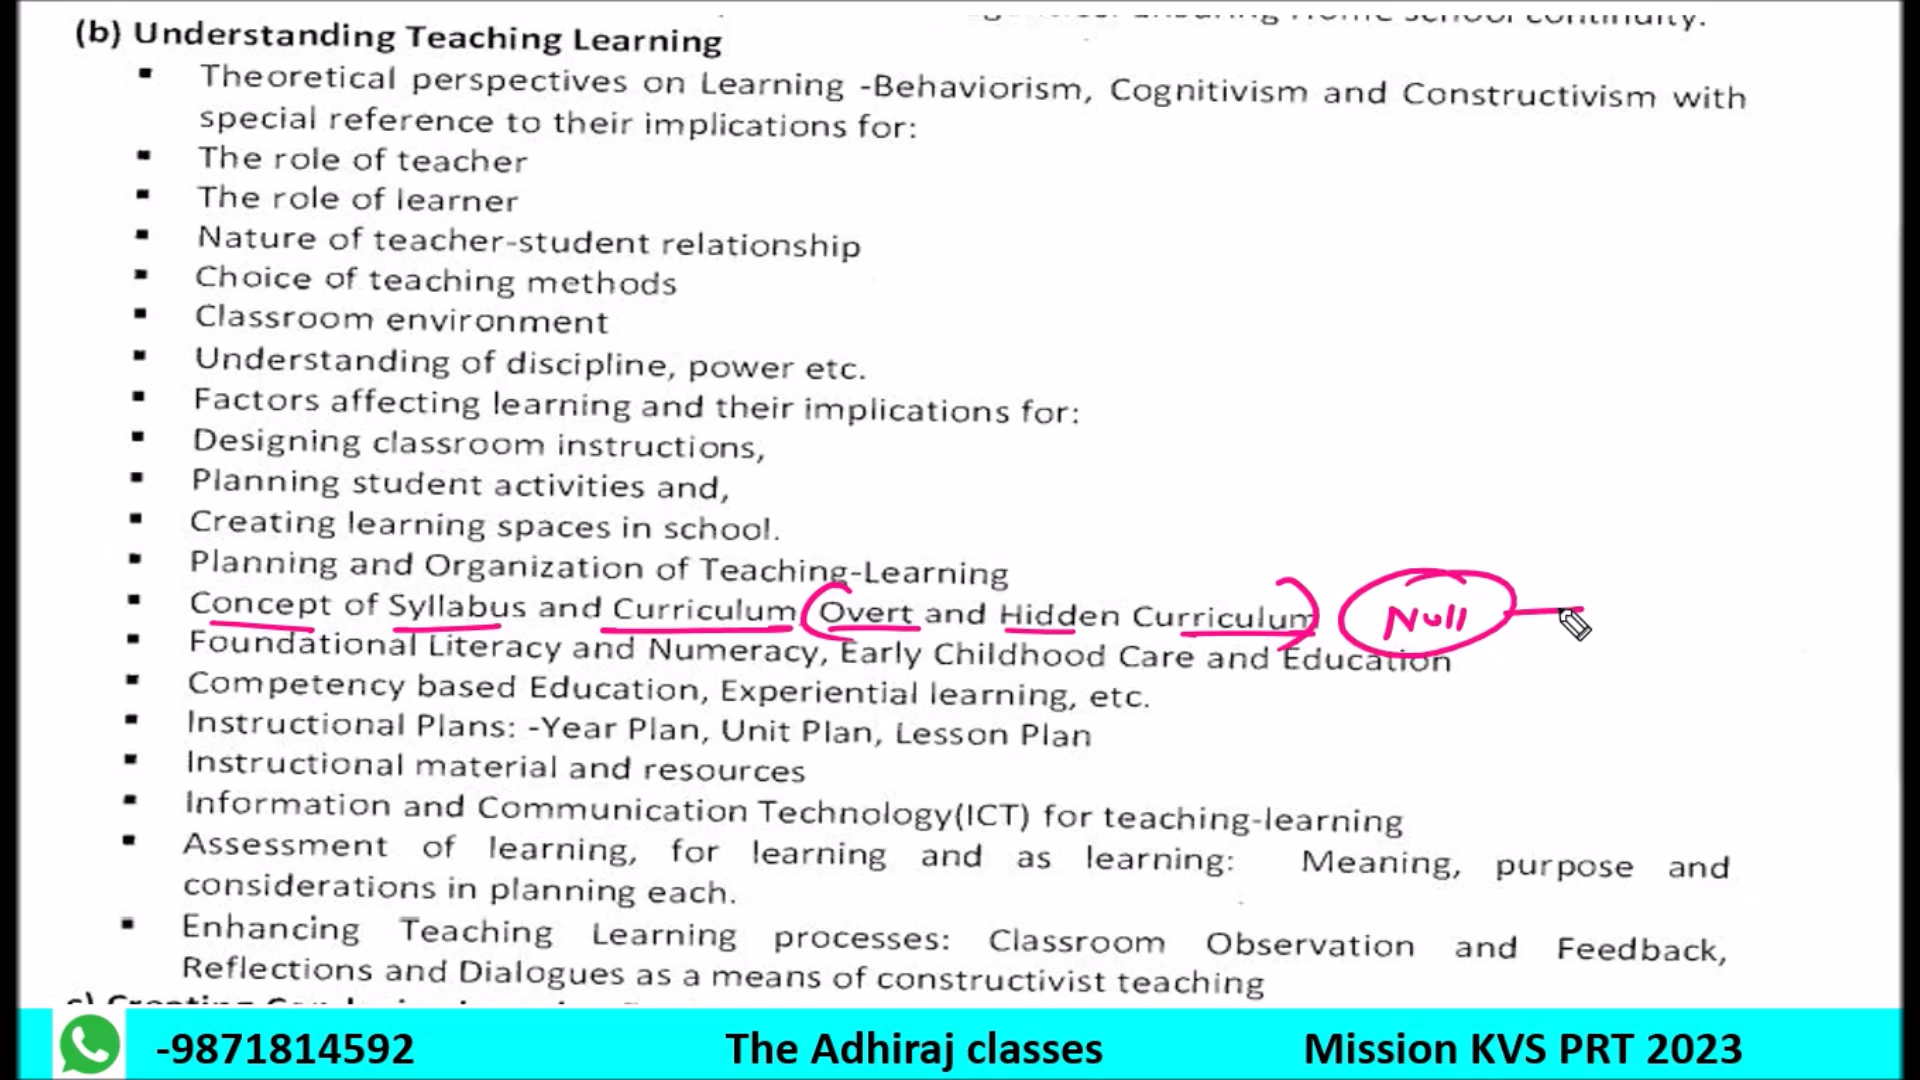 continuity.
(b) Understanding Teaching Learning
▪ Theoretical perspectives on Learning -Behaviorism, Cognitivism and Constructivism with
special reference to their implications for:
▪ The role of teacher
▪ The role of learner
▪ Nature of teacher-student relationship
▪ Choice of teaching methods
▪ Classroom environment
▪ Understanding of discipline, power etc.
▪ Factors affecting learning and their implications for:
▪ Designing classroom instructions,
▪ Planning student activities and,
▪ Creating learning spaces in school.
▪ Planning and Organization of Teaching-Learning
▪ Concept of Syllabus and Curriculum, Overt and Hidden Curriculum Null
▪ Foundational Literacy and Numeracy, Early Childhood Care and Education
▪ Competency based Education, Experiential learning, etc.
▪ Instructional Plans: -Year Plan, Unit Plan, Lesson Plan
▪ Instructional material and resources
▪ Information and Communication Technology(ICT) for teaching-learning
▪ Assessment of learning, for learning and as learning: Meaning, purpose and
considerations in planning each.
▪ Enhancing Teaching Learning processes: Classroom Observation and Feedback,
Reflections and Dialogues as a means of constructivist teaching
-9871814592 The Adhiraj classes Mission KVS PRT 2023